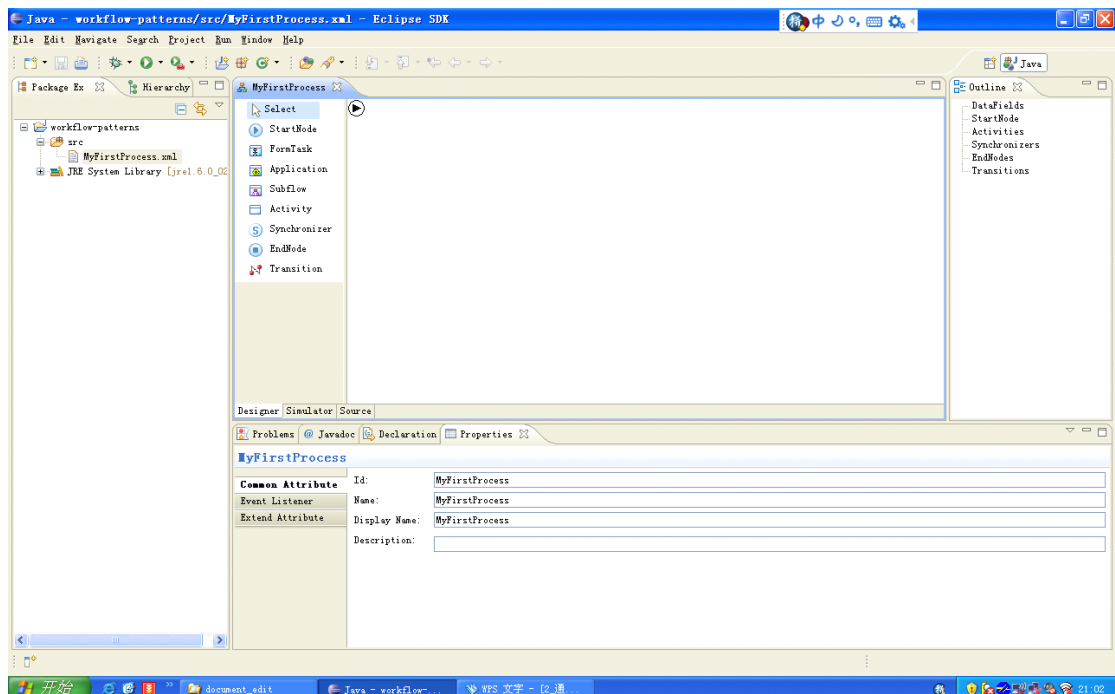 Java - workflow-patterns/src/MyFirstProcess.xml - Eclipse SDK
中
File Edit Navigate Search Project Run Window Help
Java
Package Ex
Hierarchy
MyFirstProcess
Outline
workflow-patterns
src
MyFirstProcess.xml
JRE System Library [jre1.6.0_02
Select
StartNode
FormTask
Application
Subflow
Activity
Synchronizer
EndNode
Transition
DataFields
StartNode
Activities
Synchronizers
EndNodes
Transitions
Designer Simulator Source
Problems @ Javadoc Declaration Properties
MyFirstProcess
Common Attribute
Event Listener
Extend Attribute
Id: MyFirstProcess
Name: MyFirstProcess
Display Name: MyFirstProcess
Description:
开始
document_edit
Java - workflow-...
WPS 文字 - [2_通...
21:02